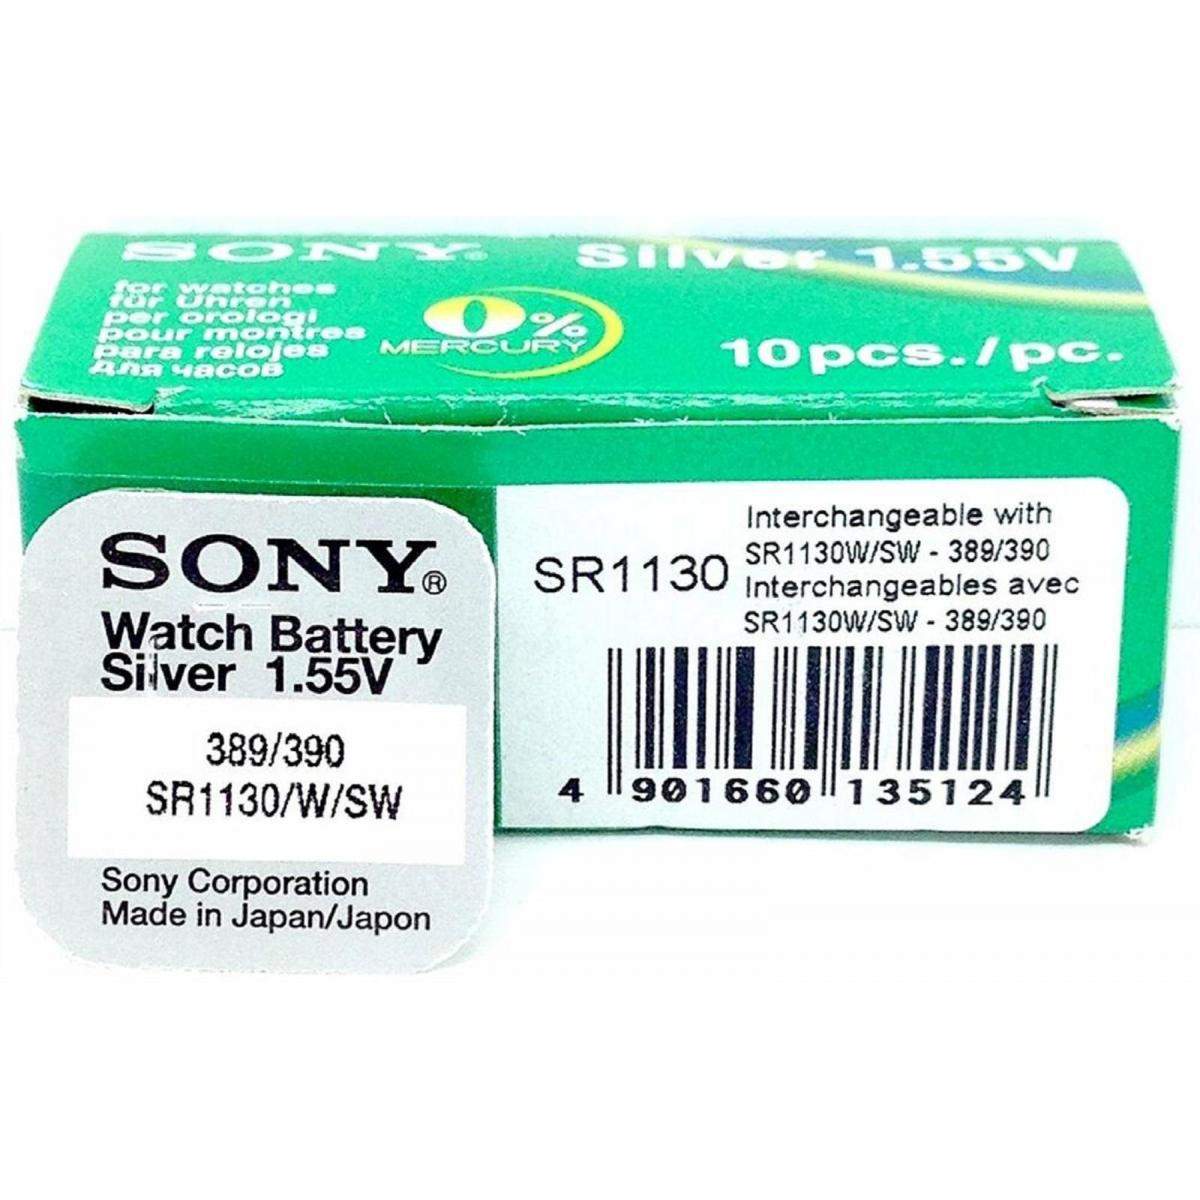 SONY®
Silver 1.55V
for watches
für Uhren
per orologi
pour montres
para relojes
для часов
0%
MERCURY
10pcs./pc.
SONY®
Watch Battery
Silver 1.55V
389/390
SR1130/W/SW
Sony Corporation
Made in Japan/Japon
SR1130
Interchangeable with
SR1130W/SW - 389/390
Interchangeables avec
SR1130W/SW - 389/390
4 901660 135124